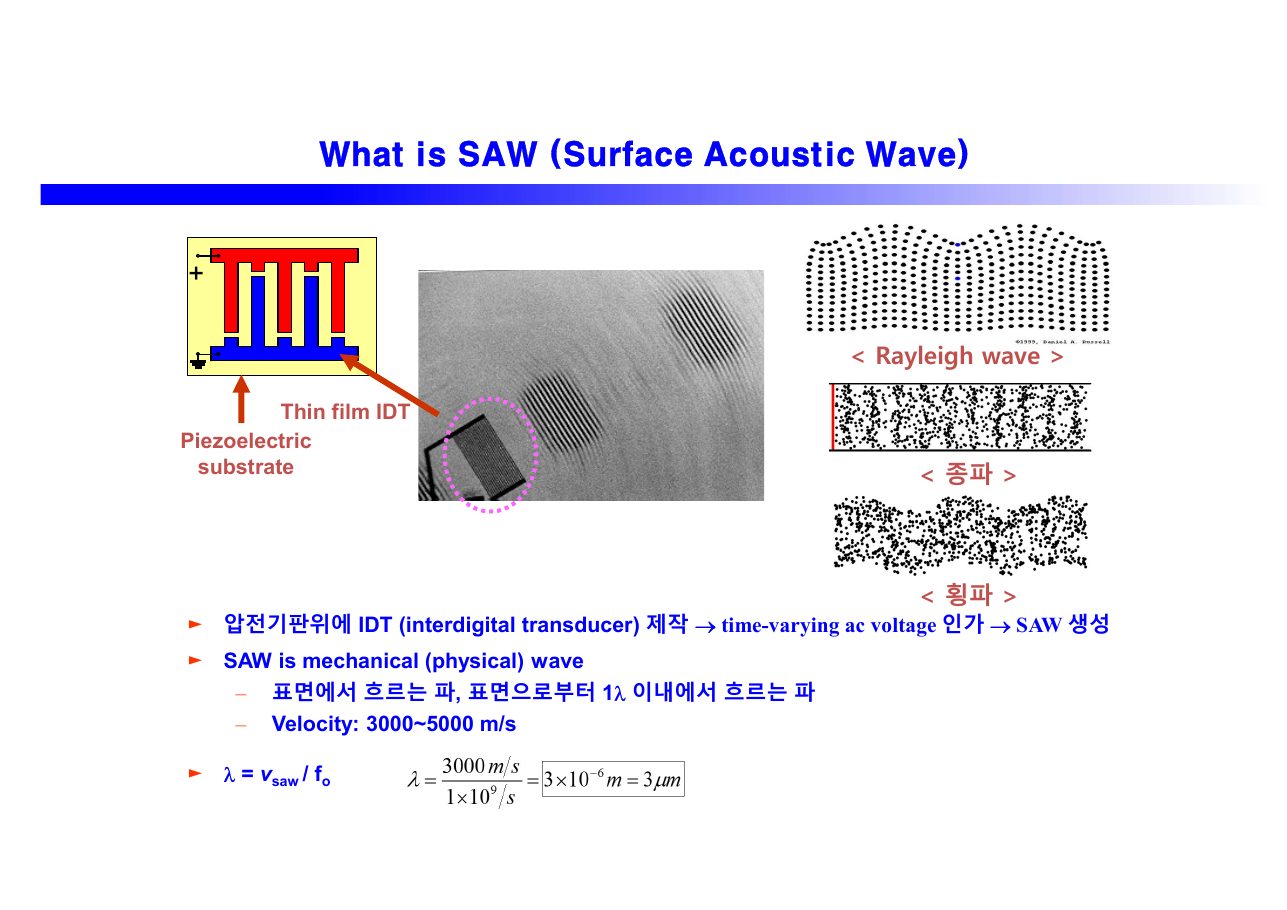 What is SAW (Surface Acoustic Wave)
+
Thin film IDT
Piezoelectric
substrate
©1999, Daniel A. Russell
< Rayleigh wave >
< 종파 >
< 횡파 >
► 압전기판위에 IDT (interdigital transducer) 제작 → time-varying ac voltage 인가 → SAW 생성
► SAW is mechanical (physical) wave
– 표면에서 흐르는 파, 표면으로부터 1λ 이내에서 흐르는 파
– Velocity: 3000~5000 m/s
► λ = vsaw / fo
λ = 3000 m/s / 1×10⁹/s = 3×10⁻⁶ m = 3μm